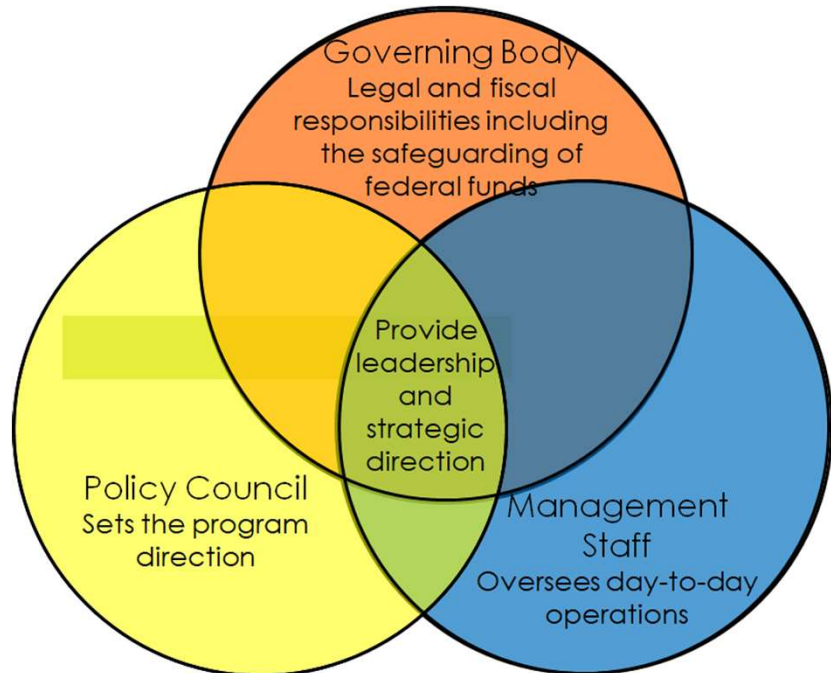 Governing Body
Legal and fiscal
responsibilities including
the safeguarding of
federal funds
Provide
leadership
and
strategic
direction
Policy Council
Sets the program
direction
Management
Staff
Oversees day-to-day
operations